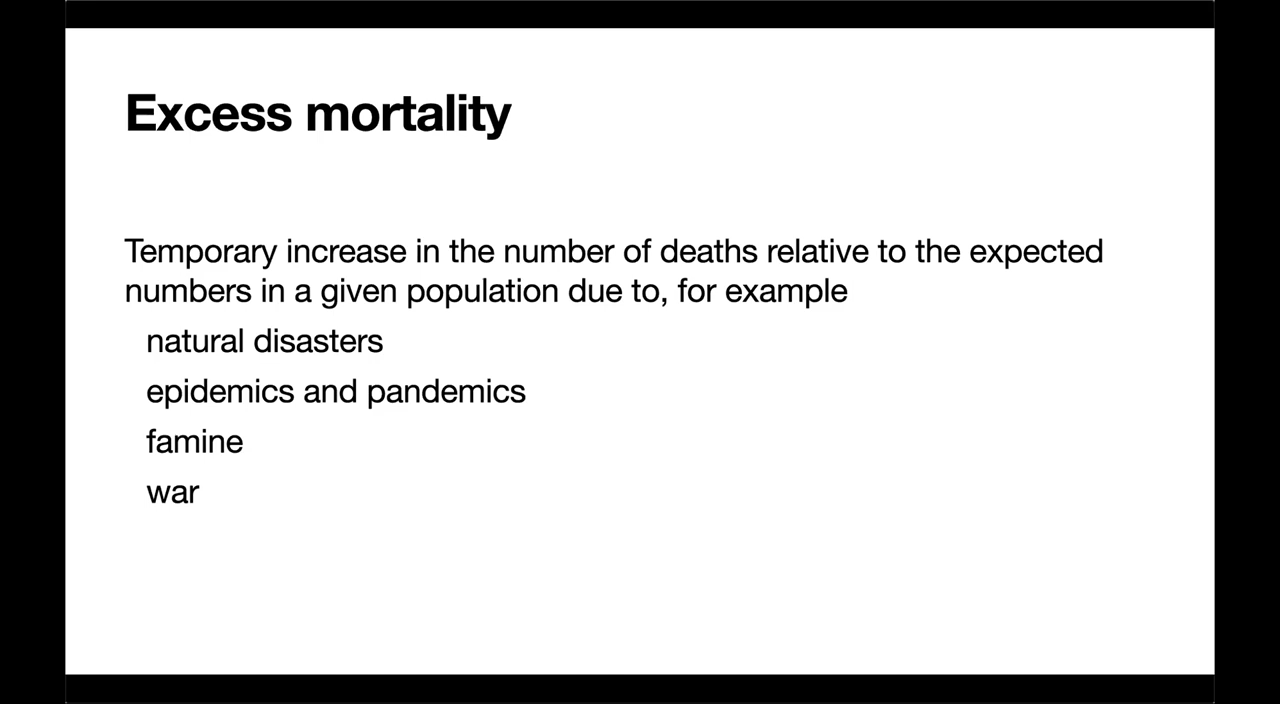 Excess mortality
Temporary increase in the number of deaths relative to the expected
numbers in a given population due to, for example
natural disasters
epidemics and pandemics
famine
war